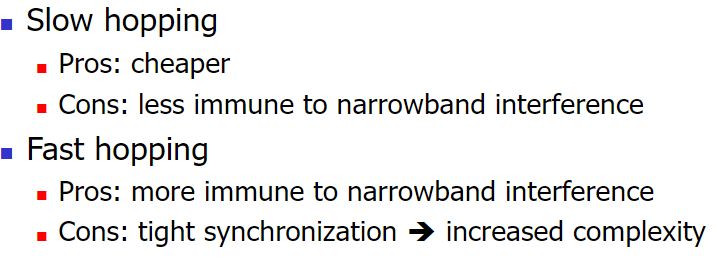 Slow hopping
Pros: cheaper
Cons: less immune to narrowband interference
Fast hopping
Pros: more immune to narrowband interference
Cons: tight synchronization ➔ increased complexity